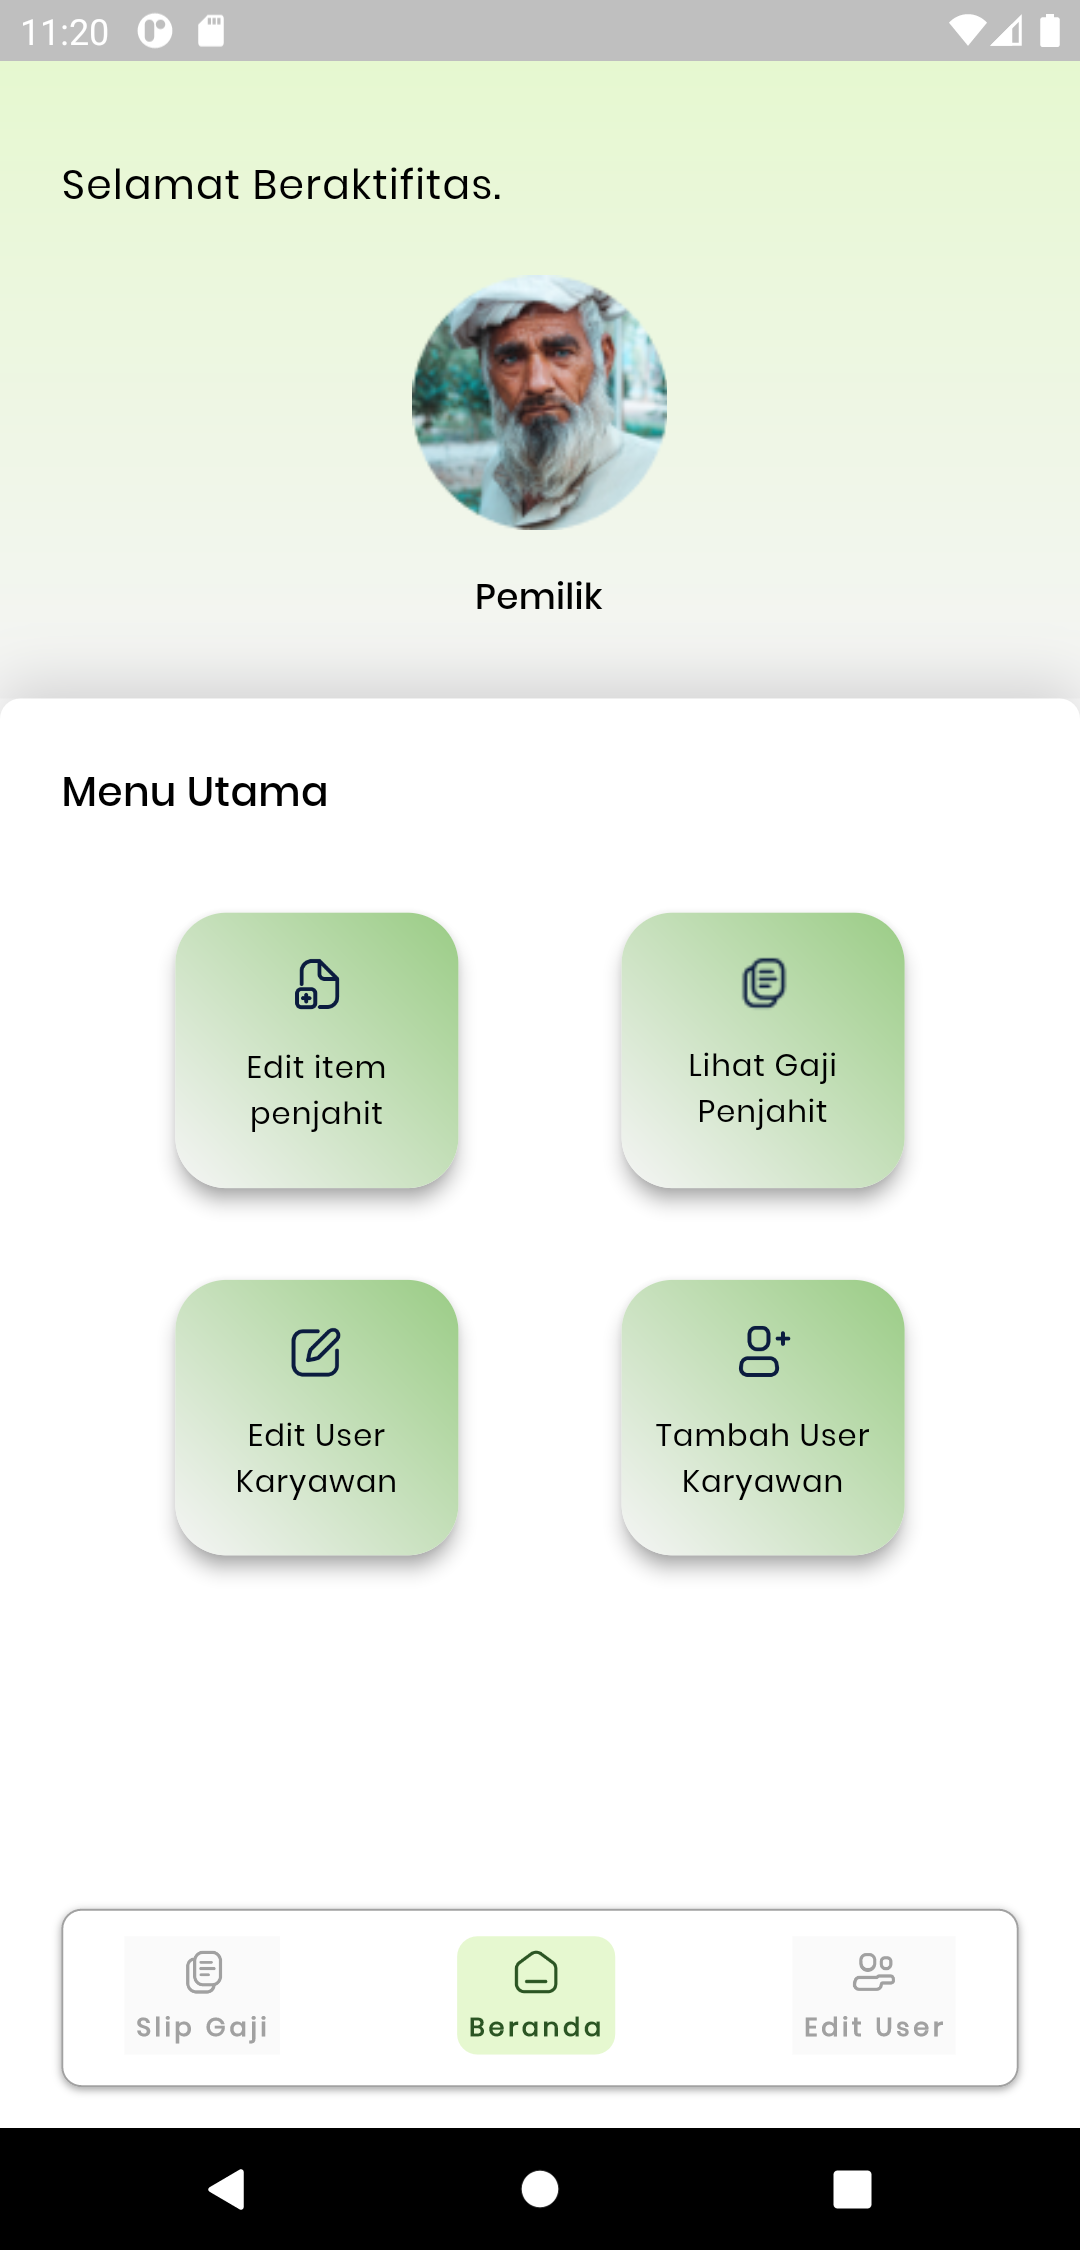 11:20
Selamat Beraktifitas.
Pemilik
Menu Utama
Edit item
penjahit
Lihat Gaji
Penjahit
Edit User
Karyawan
Tambah User
Karyawan
Slip Gaji
Beranda
Edit User